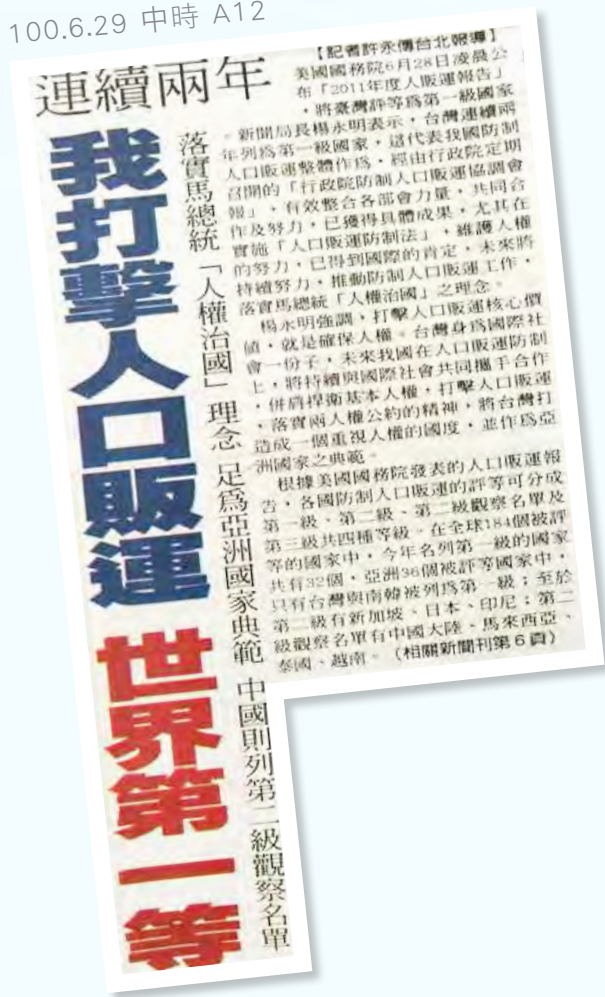 100.6.29 中時 A12
連續兩年
我打擊人口販運 世界第一等
落實馬總統「人權治國」理念 足為亞洲國家典範 中國則列第二級觀察名單
【記者許永傳台北報導】
美國國務院6月28日凌晨公
布「2011年度人販運報告」
,將臺灣評等為第一級國家
。新聞局長楊永明表示,台灣連續兩
年列為第一級國家,這代表我國防制
人口販運整體作為,經由行政院定期
召開的「行政院防制人口販運協調會
報」,有效整合各部會力量,共同合
作及努力,已獲得具體成果,尤其在
實施「人口販運防制法」,維護人權
的努力,已得到國際的肯定,未來將
持續努力,推動防制人口販運工作,
落實馬總統「人權治國」之理念。
楊永明強調,打擊人口販運核心價
值,就是確保人權。台灣身為國際社
會一份子,未來我國在人口販運防制
上,將持續與國際社會共同攜手合作
,併肩捍衛基本人權,打擊人口販運
,落實兩人權公約的精神,將台灣打
造成一個重視人權的國度,並作為亞
洲國家之典範。
根據美國國務院發表的人口販運報
告,各國防制人口販運的評等可分成
第一級、第二級、第二級觀察名單及
第三級共四種等級。在全球184個被評
等的國家中,今年名列第一級的國家
共有32個,亞洲36個被評等國家中,
只有台灣與南韓被列為第一級;至於
第二級有新加坡、日本、印尼;第二
級觀察名單有中國大陸、馬來西亞、
泰國、越南。(相關新聞刊第6頁)